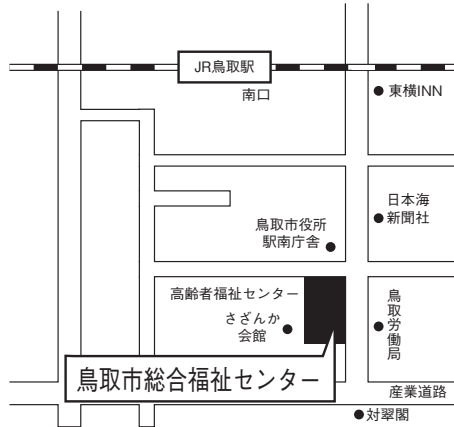 JR鳥取駅
南口
東横INN
日本海
新聞社
鳥取市役所
駅南庁舎
高齢者福祉センター
さざんか
会館
鳥取労働局
鳥取市総合福祉センター
産業道路
対翠閣